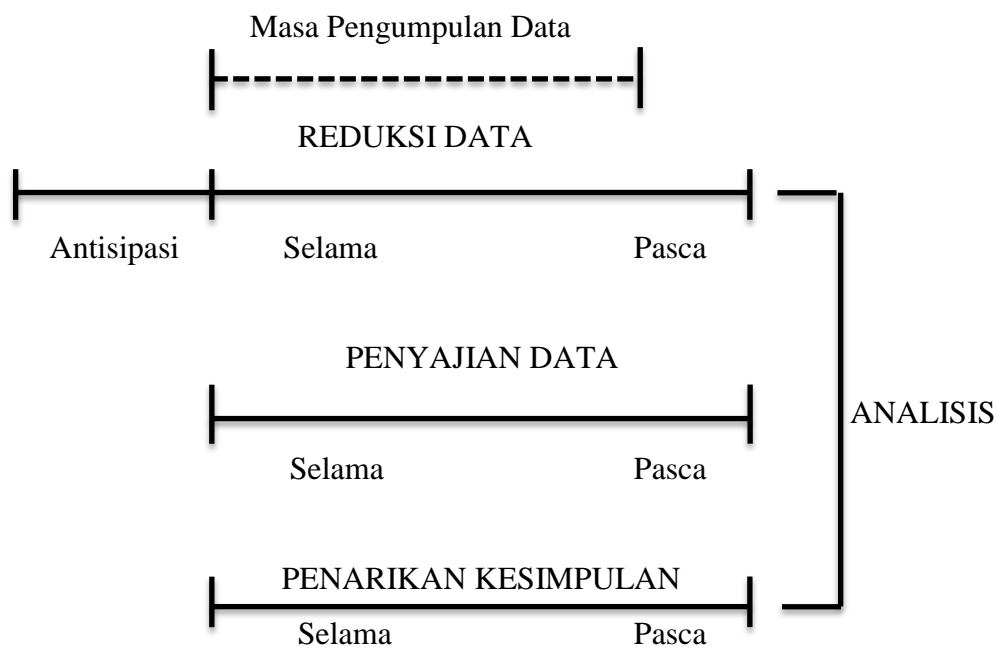 Masa Pengumpulan Data
REDUKSI DATA
Antisipasi Selama Pasca
PENYAJIAN DATA
ANALISIS
Selama Pasca
PENARIKAN KESIMPULAN
Selama Pasca